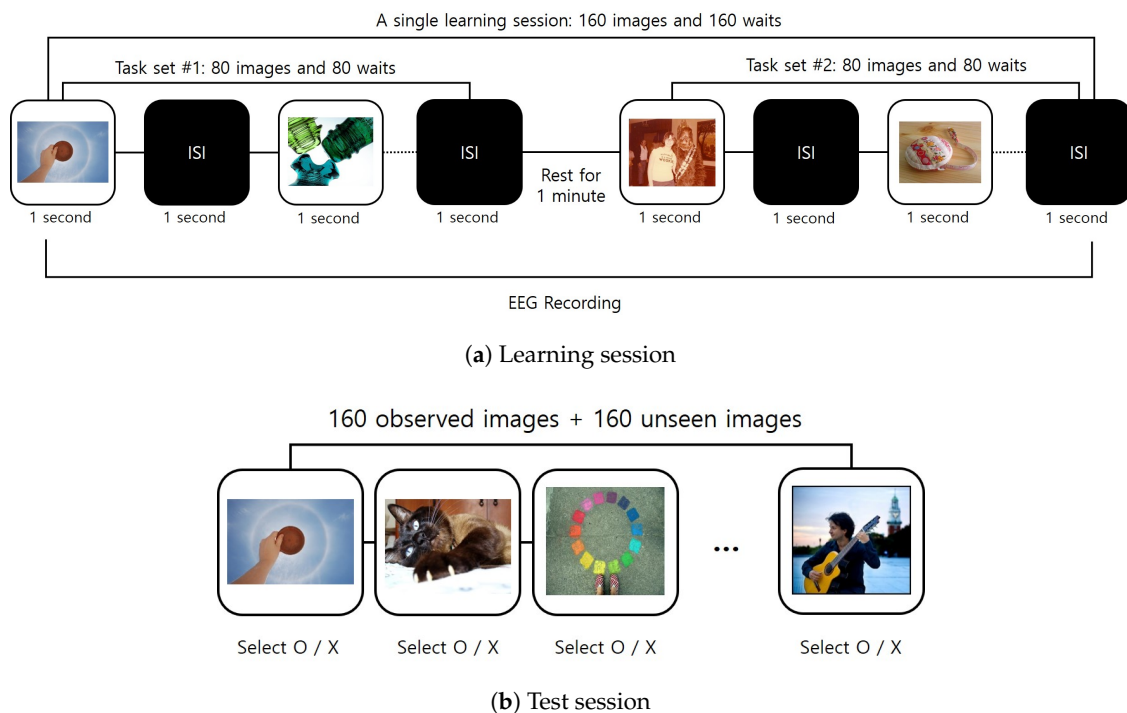 A single learning session: 160 images and 160 waits
Task set #1: 80 images and 80 waits
Task set #2: 80 images and 80 waits
ISI
ISI
ISI
ISI
Rest for
1 minute
1 second
1 second
1 second
1 second
1 second
1 second
1 second
1 second
EEG Recording
(a) Learning session
160 observed images + 160 unseen images
...
Select O / X
Select O / X
Select O / X
Select O / X
(b) Test session